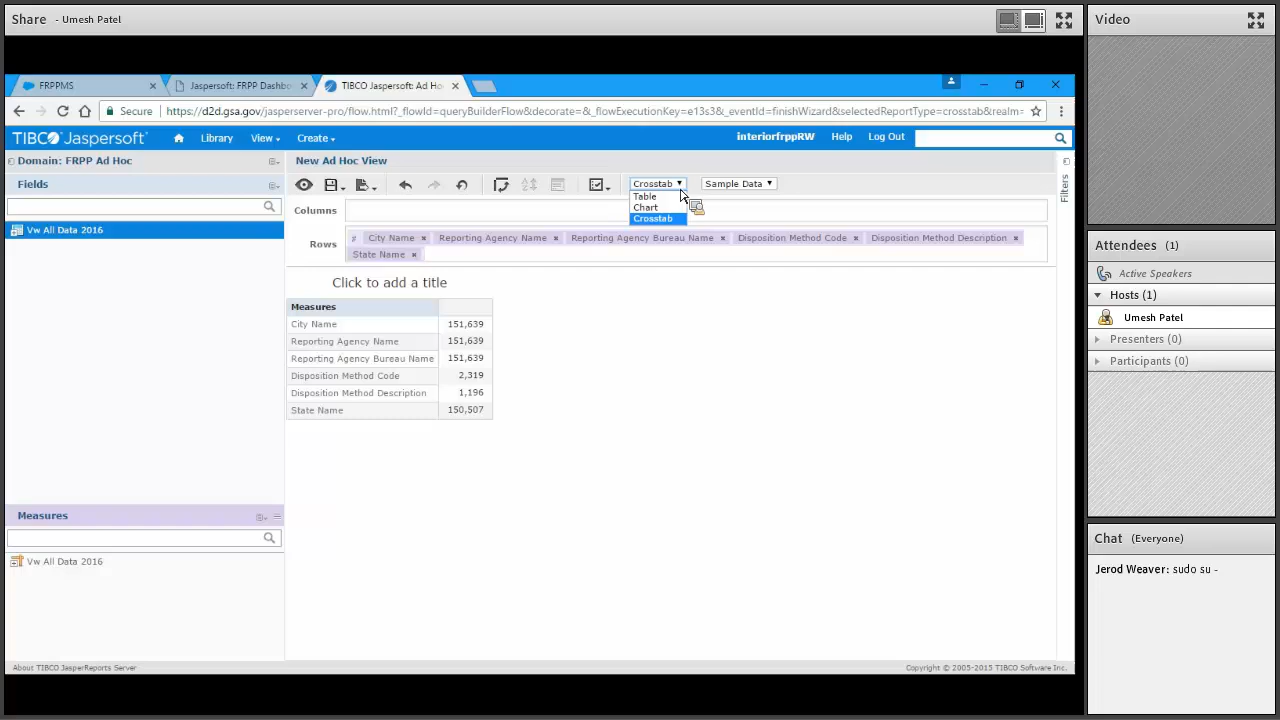 Share - Umesh Patel
Video
FRPPMS
Jaspersoft: FRPP Dashbo
TIBCO Jaspersoft: Ad Ho
Secure
https://d2d.gsa.gov/jasperserver-pro/flow.html?_flowId=queryBuilderFlow&decorate=&_flowExecutionKey=e13s3&_eventId=finishWizard&selectedReportType=crosstab&realm=
TIBCO Jaspersoft
Library
View
Create
interiorfrppRW
Help
Log Out
Domain: FRPP Ad Hoc
New Ad Hoc View
Filters
Fields
Crosstab
Sample Data
Table
Chart
Crosstab
Columns
Vw All Data 2016
Rows
City Name
Reporting Agency Name
Reporting Agency Bureau Name
Disposition Method Code
Disposition Method Description
State Name
Click to add a title
Measures
City Name 151,639
Reporting Agency Name 151,639
Reporting Agency Bureau Name 151,639
Disposition Method Code 2,319
Disposition Method Description 1,196
State Name 150,507
Measures
Vw All Data 2016
About TIBCO JasperReports Server
Copyright © 2005-2015 TIBCO Software Inc.
Attendees (1)
Active Speakers
Hosts (1)
Umesh Patel
Presenters (0)
Participants (0)
Chat (Everyone)
Jerod Weaver: sudo su -